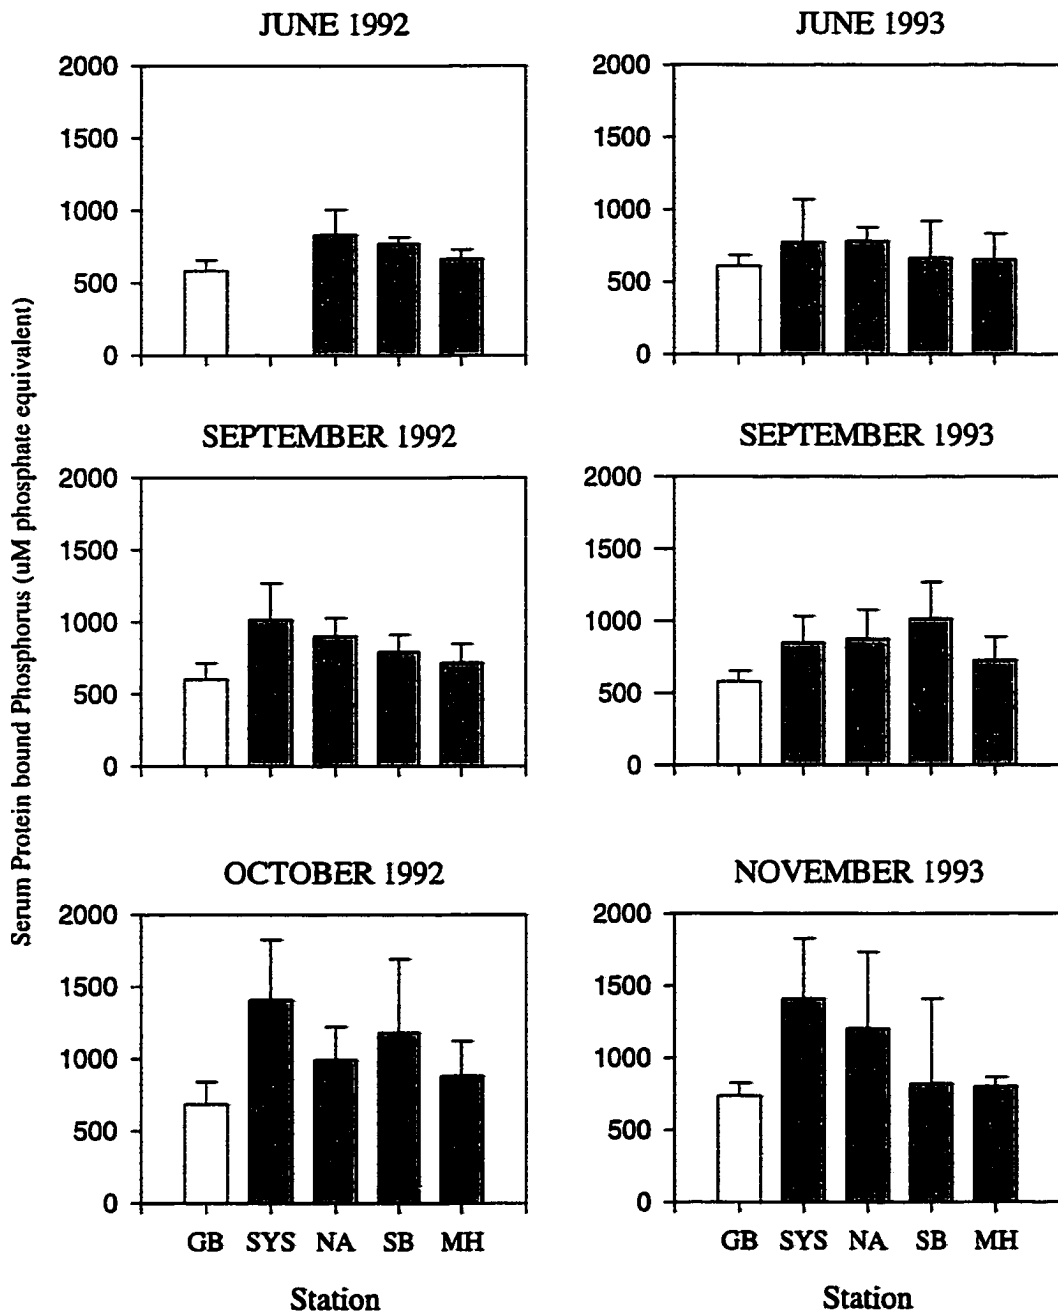 JUNE 1992
JUNE 1993
2000
1500
1000
500
0
2000
1500
1000
500
0
SEPTEMBER 1992
SEPTEMBER 1993
2000
1500
1000
500
0
2000
1500
1000
500
0
OCTOBER 1992
NOVEMBER 1993
2000
1500
1000
500
0
2000
1500
1000
500
0
Serum Protein bound Phosphorus (uM phosphate equivalent)
GB SYS NA SB MH
GB SYS NA SB MH
Station
Station